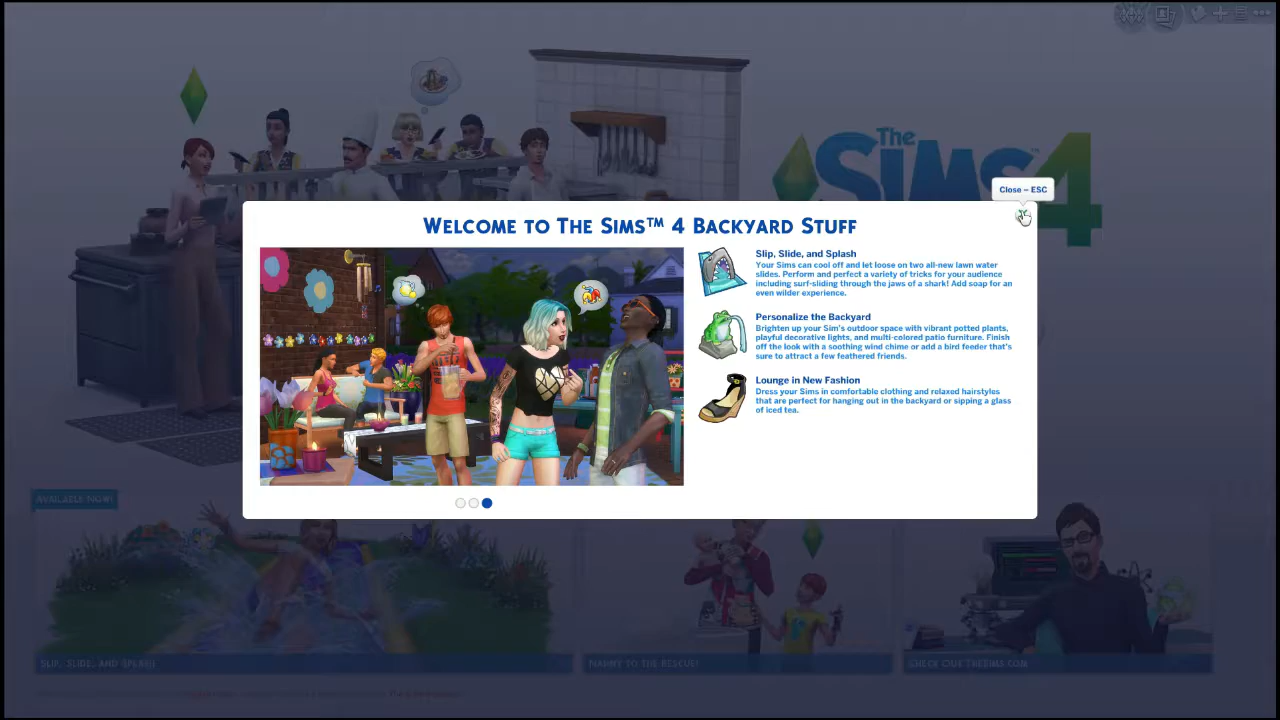 The
SIMS 4
Close – ESC
WELCOME TO THE SIMS™ 4 BACKYARD STUFF
Slip, Slide, and Splash
Your Sims can cool off and let loose on two all-new lawn water
slides. Perform and perfect a variety of tricks for your audience
including surf-sliding through the jaws of a shark! Add soap for an
even wilder experience.
Personalize the Backyard
Brighten up your Sim's outdoor space with vibrant potted plants,
playful decorative lights, and multi-colored patio furniture. Finish
off the look with a soothing wind chime or add a bird feeder that's
sure to attract a few feathered friends.
Lounge in New Fashion
Dress your Sims in comfortable clothing and relaxed hairstyles
that are perfect for hanging out in the backyard or sipping a glass
of iced tea.
AVAILABLE NOW!
SLIP, SLIDE, AND SPLASH
NANNY TO THE RESCUE!
CHECK OUT THESIMS.COM